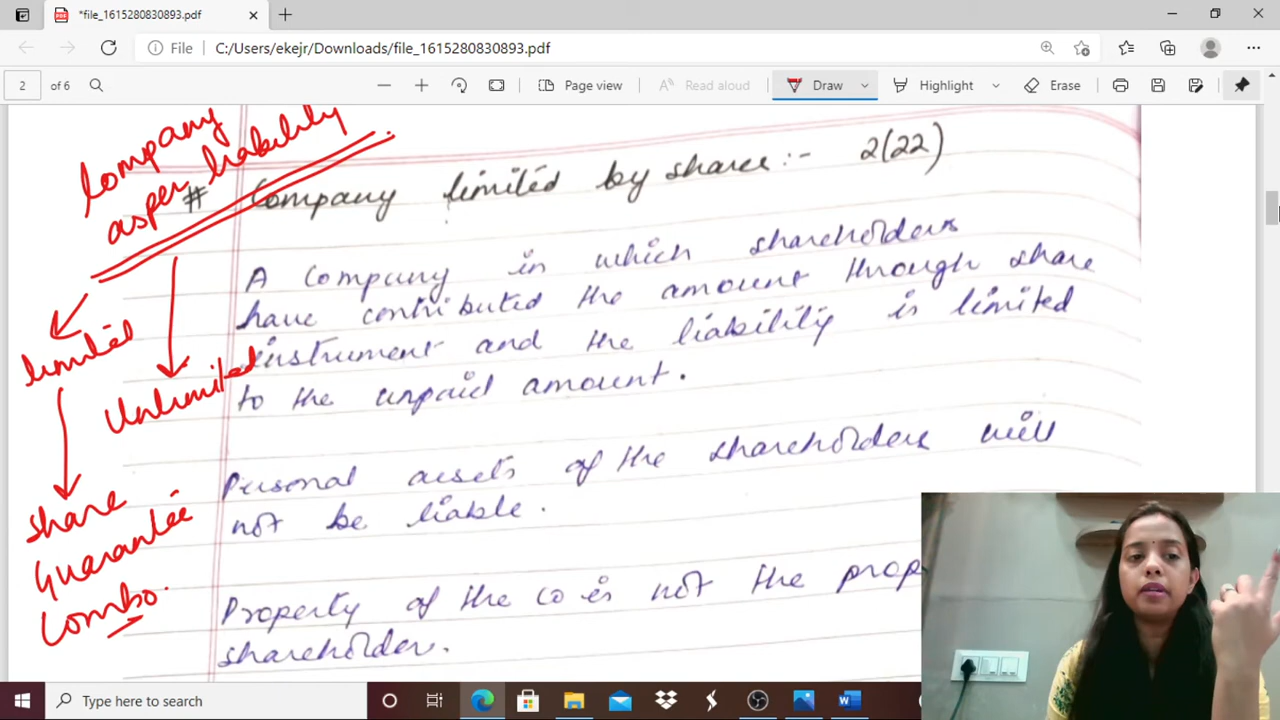 *file_1615280830893.pdf
File C:/Users/ekejr/Downloads/file_1615280830893.pdf
2 of 6 Page view Read aloud Draw Highlight Erase
Company
asper liability
limited
Unlimited
share
Guarantee
Combo.
# Company limited by shares :- 2(22)
A Company in which shareholders
have contributed the amount through share
instrument and the liability is limited
to the unpaid amount.
Personal assets of the shareholders will
not be liable.
Property of the co is not the prop
shareholder.
Type here to search